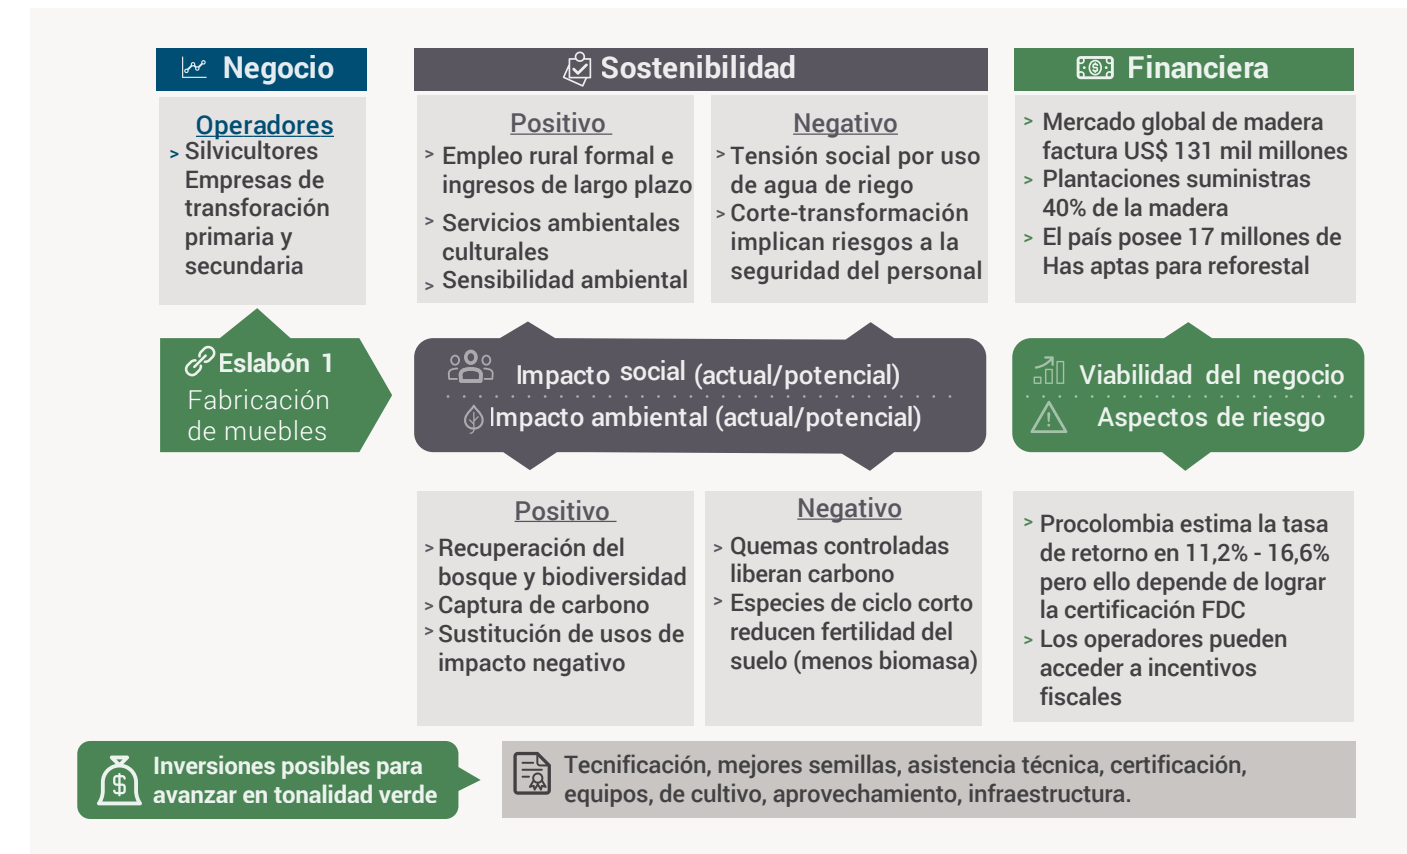 Negocio
Operadores
> Silvicultores
Empresas de
transforación
primaria y
secundaria
Eslabón 1
Fabricación
de muebles
Sostenibilidad
Positivo
> Empleo rural formal e
ingresos de largo plazo
> Servicios ambientales
culturales
> Sensibilidad ambiental
Negativo
> Tensión social por uso
de agua de riego
> Corte-transformación
implican riesgos a la
seguridad del personal
Impacto social (actual/potencial)
Impacto ambiental (actual/potencial)
Positivo
> Recuperación del
bosque y biodiversidad
> Captura de carbono
> Sustitución de usos de
impacto negativo
Negativo
> Quemas controladas
liberan carbono
> Especies de ciclo corto
reducen fertilidad del
suelo (menos biomasa)
Financiera
> Mercado global de madera
factura US$ 131 mil millones
> Plantaciones suministras
40% de la madera
> El país posee 17 millones de
Has aptas para reforestal
Viabilidad del negocio
Aspectos de riesgo
> Procolombia estima la tasa
de retorno en 11,2% - 16,6%
pero ello depende de lograr
la certificación FDC
> Los operadores pueden
acceder a incentivos
fiscales
Inversiones posibles para
avanzar en tonalidad verde
Tecnificación, mejores semillas, asistencia técnica, certificación,
equipos, de cultivo, aprovechamiento, infraestructura.